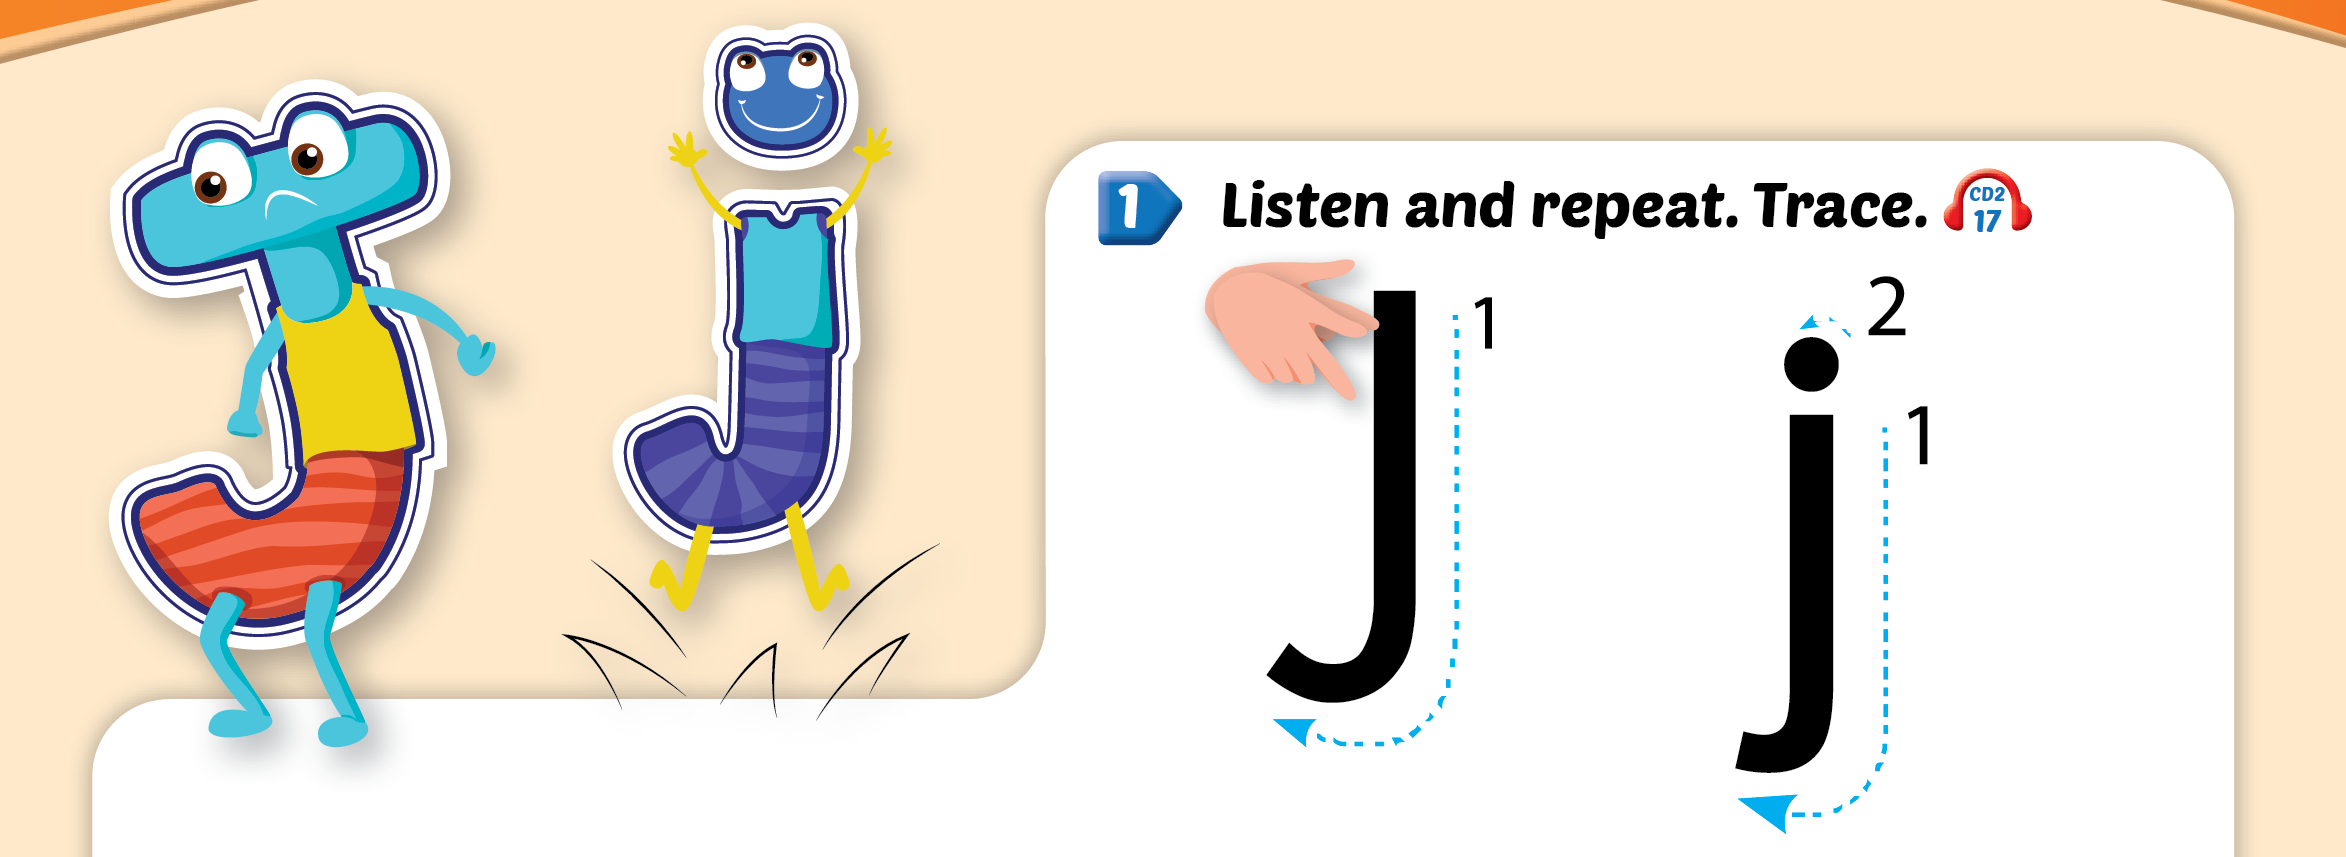 1 Listen and repeat. Trace. CD2 17
J 1 j 2 1